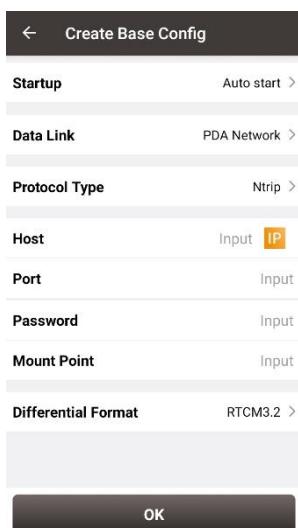 Create Base Config
Startup Auto start
Data Link PDA Network
Protocol Type Ntrip
Host Input IP
Port Input
Password Input
Mount Point Input
Differential Format RTCM3.2
OK